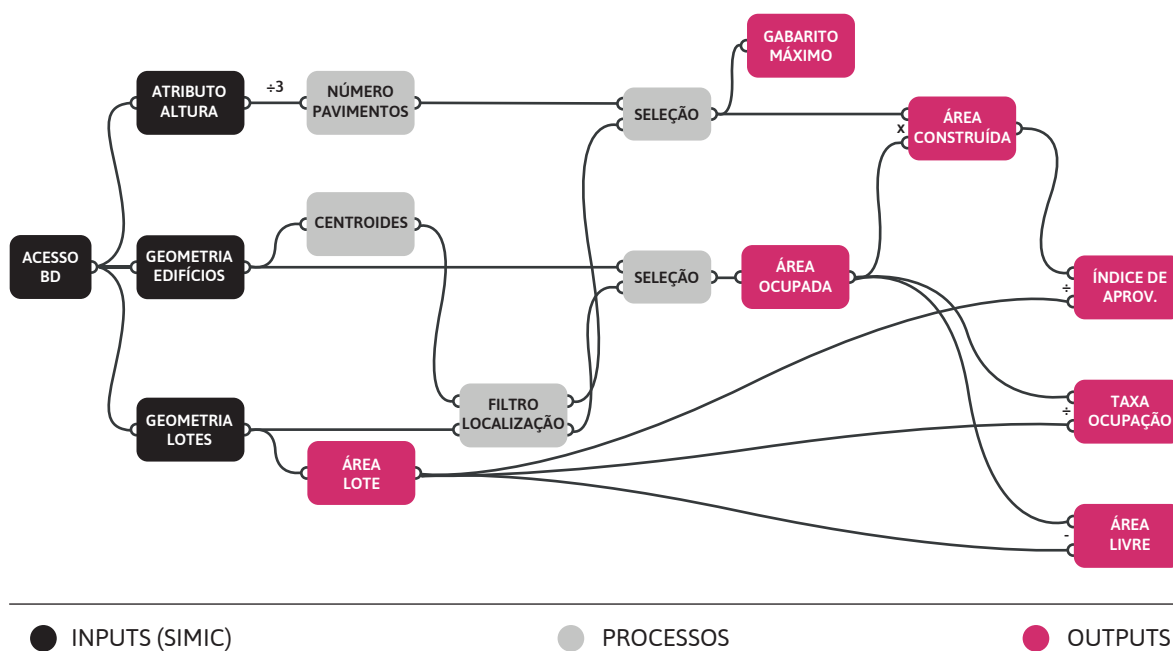 GABARITO
MÁXIMO
ATRIBUTO
ALTURA
÷3
NÚMERO
PAVIMENTOS
SELEÇÃO
x
ÁREA
CONSTRUÍDA
CENTROIDES
ACESSO
BD
GEOMETRIA
EDIFÍCIOS
SELEÇÃO
ÁREA
OCUPADA
ÍNDICE DE
APROV.
÷
FILTRO
LOCALIZAÇÃO
TAXA
OCUPAÇÃO
÷
GEOMETRIA
LOTES
ÁREA
LOTE
ÁREA
LIVRE
-
INPUTS (SIMIC)
PROCESSOS
OUTPUTS